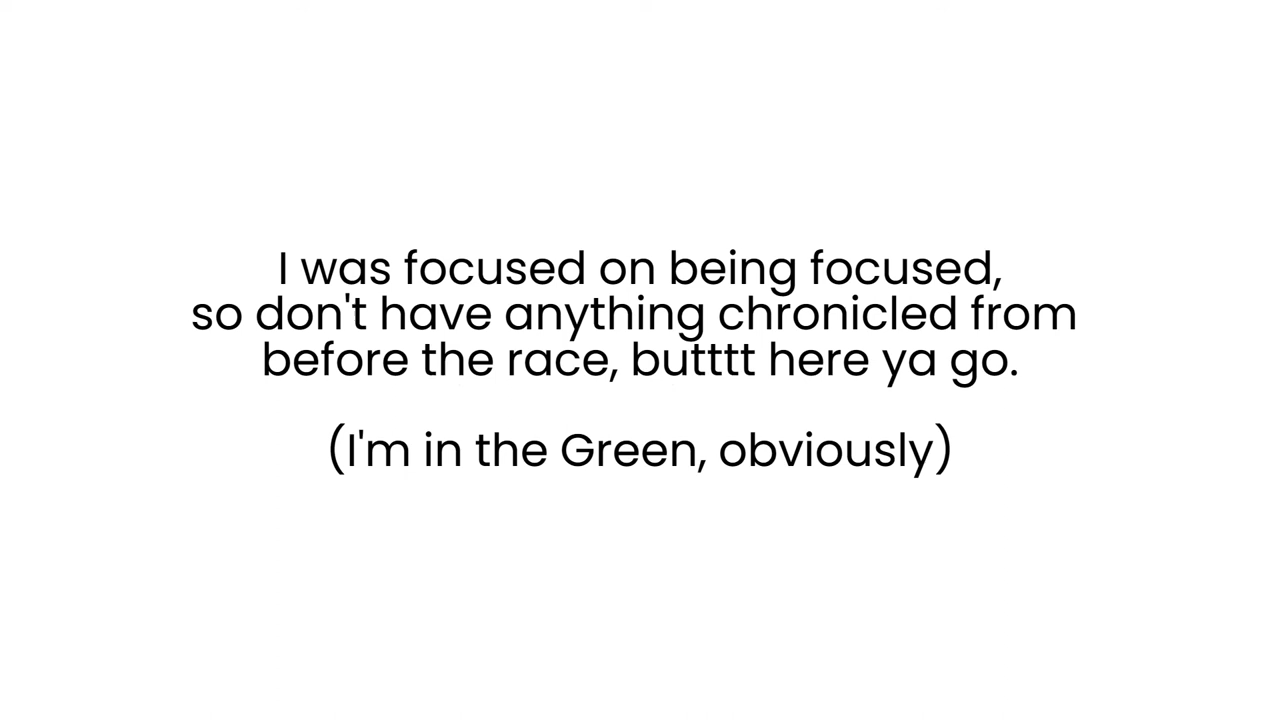 I was focused on being focused,
so don't have anything chronicled from
before the race, butttt here ya go.
(I'm in the Green, obviously)